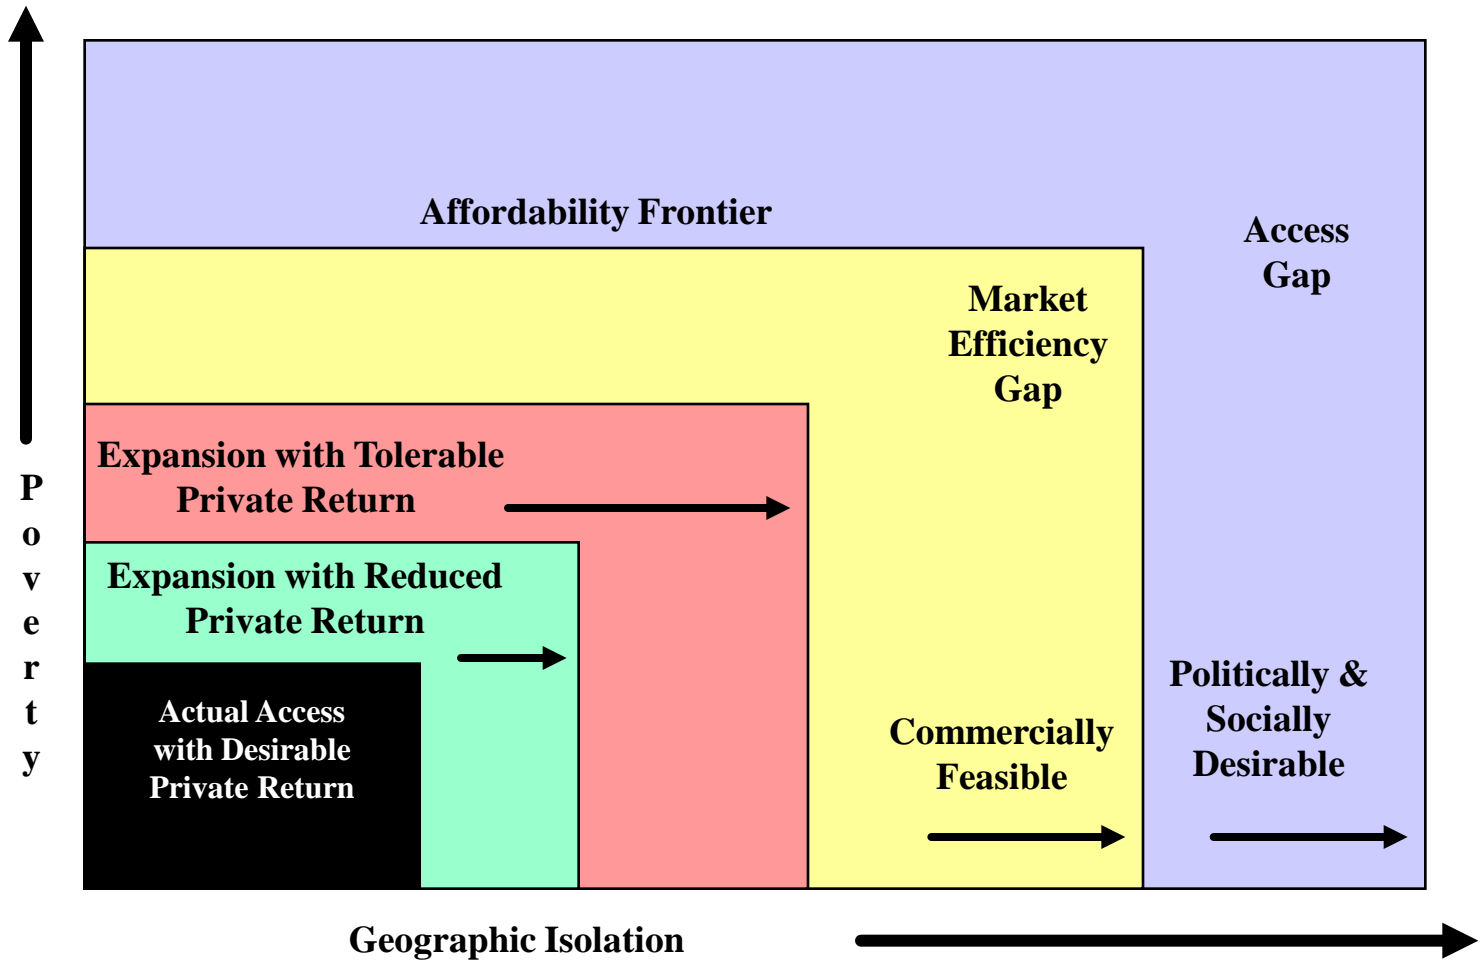 Affordability Frontier
Access
Gap
Market
Efficiency
Gap
Expansion with Tolerable
Private Return
Expansion with Reduced
Private Return
Actual Access
with Desirable
Private Return
Commercially
Feasible
Politically &
Socially
Desirable
P
o
v
e
r
t
y
Geographic Isolation